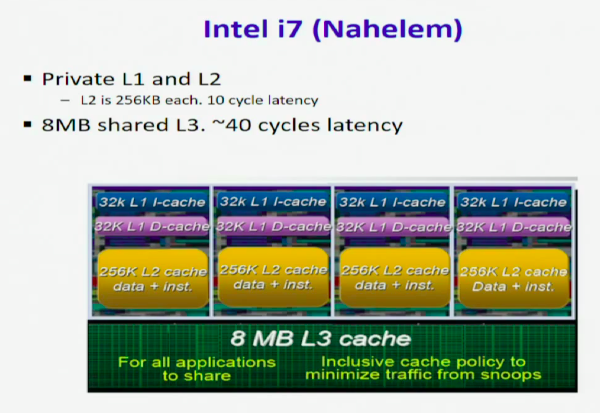 Intel i7 (Nahelem)
▪ Private L1 and L2
– L2 is 256KB each. 10 cycle latency
▪ 8MB shared L3. ~40 cycles latency
32k L1 I-cache 32k L1 I-cache 32k L1 I-cache 32k L1 I-cache
32K L1 D-cache 32K L1 D-cache 32K L1 D-cache 32K L1 D-cache
256K L2 cache 256K L2 cache 256K L2 cache 256K L2 cache
data + inst. data + inst. data + inst. Data + inst.
8 MB L3 cache
For all applications Inclusive cache policy to
to share minimize traffic from snoops